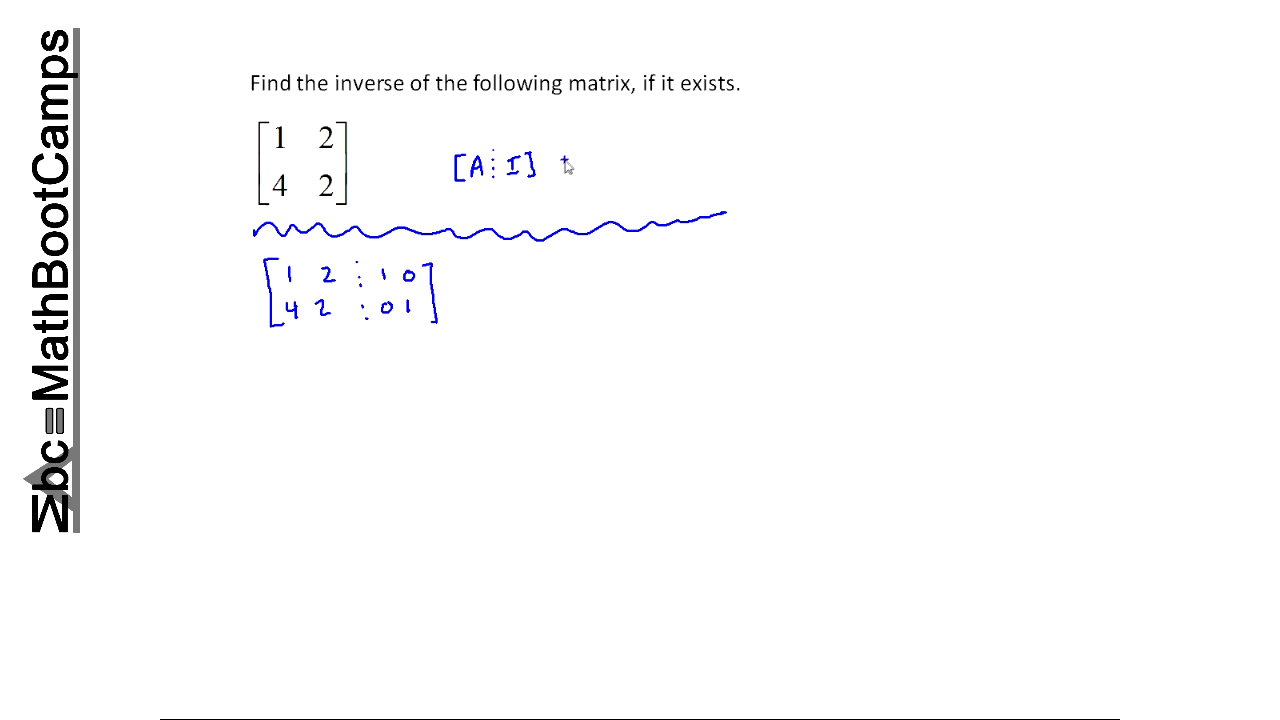 Σbc=MathBootCamps
Find the inverse of the following matrix, if it exists.
[1 2]
[4 2]
[A ⋮ I]
[1 2 ⋮ 1 0]
[4 2 ⋮ 0 1]